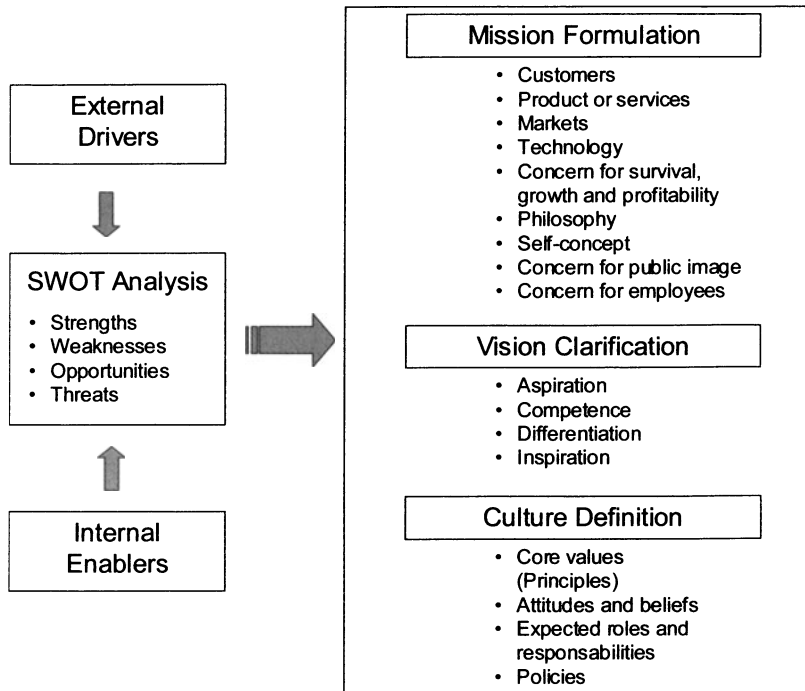 External
Drivers
SWOT Analysis
• Strengths
• Weaknesses
• Opportunities
• Threats
Internal
Enablers
Mission Formulation
• Customers
• Product or services
• Markets
• Technology
• Concern for survival,
growth and profitability
• Philosophy
• Self-concept
• Concern for public image
• Concern for employees
Vision Clarification
• Aspiration
• Competence
• Differentiation
• Inspiration
Culture Definition
• Core values
(Principles)
• Attitudes and beliefs
• Expected roles and
responsabilities
• Policies